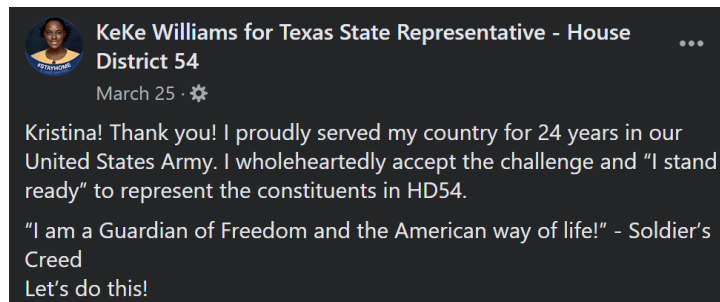 KeKe Williams for Texas State Representative - House
District 54
March 25 ·
#STAYHOME
Kristina! Thank you! I proudly served my country for 24 years in our
United States Army. I wholeheartedly accept the challenge and “I stand
ready” to represent the constituents in HD54.
“I am a Guardian of Freedom and the American way of life!” - Soldier’s
Creed
Let’s do this!